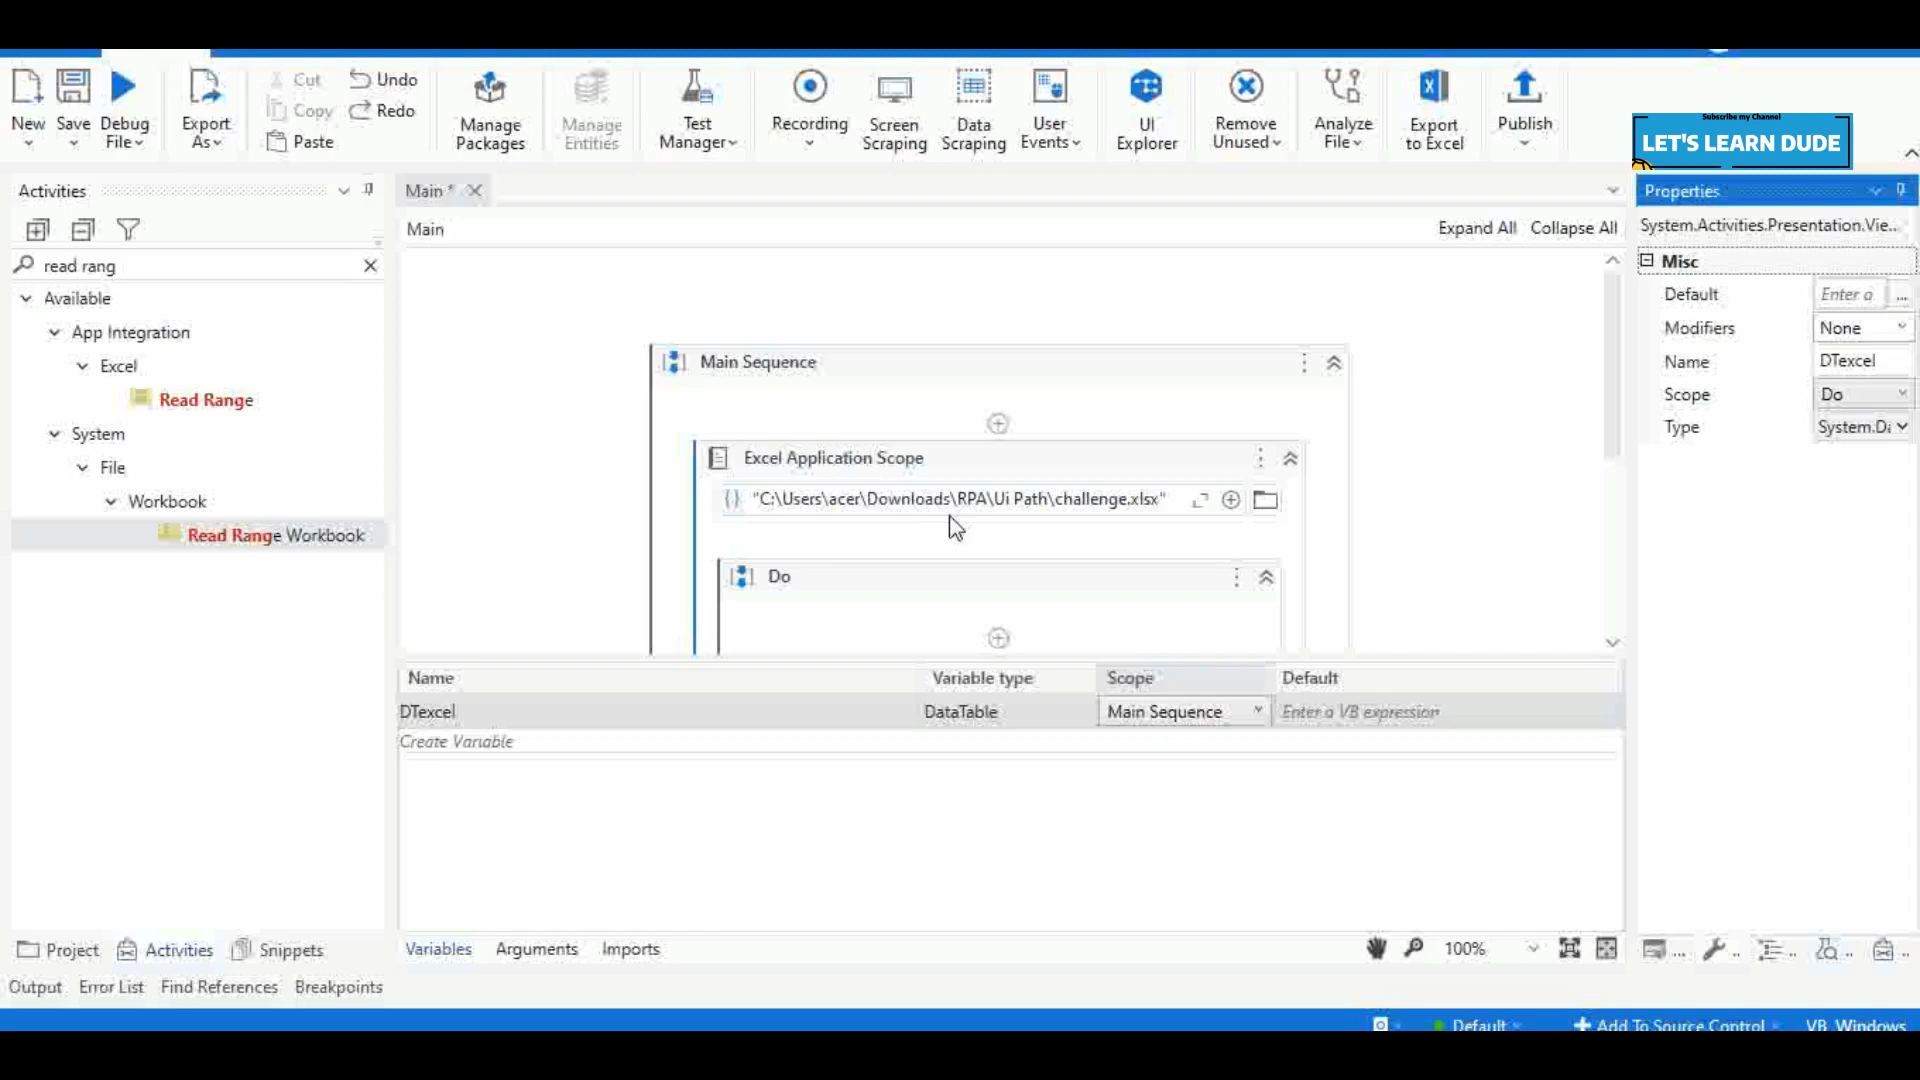 New
Save
Debug
File
Export
As
Cut
Copy
Paste
Undo
Redo
Manage
Packages
Manage
Entities
Test
Manager
Recording
Screen
Scraping
Data
Scraping
User
Events
UI
Explorer
Remove
Unused
Analyze
File
Export
to Excel
Publish
Subscribe my Channel
LET'S LEARN DUDE
Activities
read rang
Available
App Integration
Excel
Read Range
System
File
Workbook
Read Range Workbook
Main *
Main
Expand All Collapse All
Main Sequence
Excel Application Scope
"C:\Users\acer\Downloads\RPA\Ui Path\challenge.xlsx"
Do
Name Variable type Scope Default
DTexcel DataTable Main Sequence Enter a VB expression
Create Variable
Variables Arguments Imports
100%
Properties
System.Activities.Presentation.Vie...
Misc
Default Enter a ...
Modifiers None
Name DTexcel
Scope Do
Type System.Da
Project Activities Snippets
Output Error List Find References Breakpoints
Default Add To Source Control VB Windows